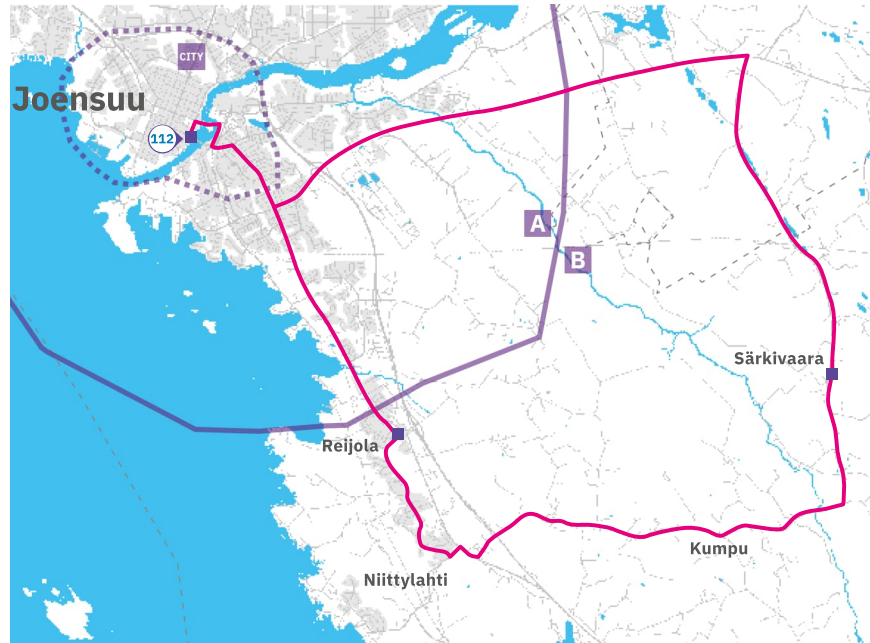 CITY
Joensuu
112
A
B
Särkivaara
Reijola
Kumpu
Niittylahti